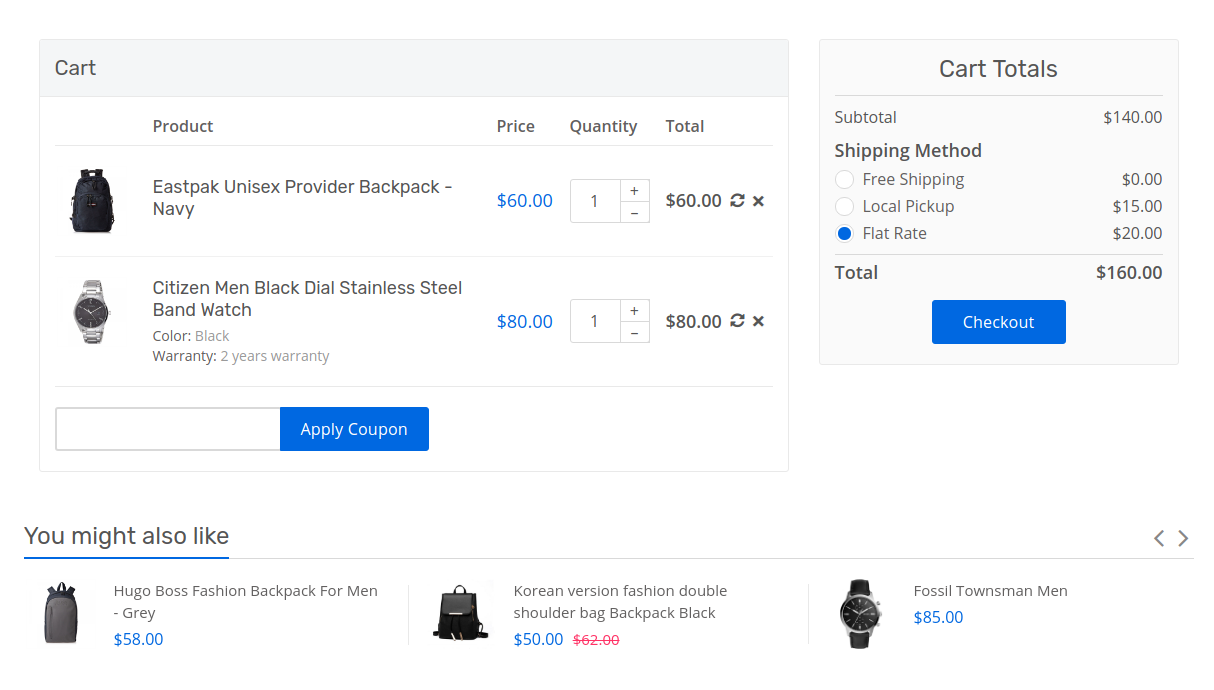 Cart
Product Price Quantity Total
Eastpak Unisex Provider Backpack -
Navy
$60.00 1 + − $60.00
Citizen Men Black Dial Stainless Steel
Band Watch
Color: Black
Warranty: 2 years warranty
$80.00 1 + − $80.00
Apply Coupon
Cart Totals
Subtotal $140.00
Shipping Method
Free Shipping $0.00
Local Pickup $15.00
Flat Rate $20.00
Total $160.00
Checkout
You might also like
Hugo Boss Fashion Backpack For Men
- Grey
$58.00
Korean version fashion double
shoulder bag Backpack Black
$50.00 $62.00
Fossil Townsman Men
$85.00